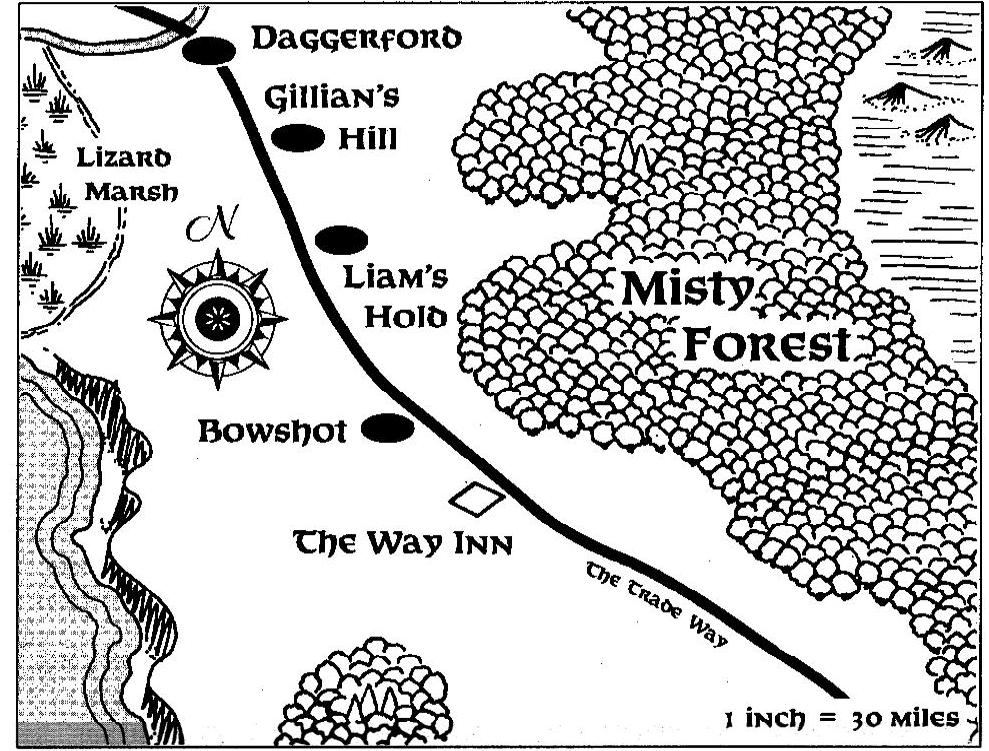 Daggerford
Gillian's
Hill
Lizard
Marsh
N
Liam's
Hold
Misty
Forest
Bowshot
The Way Inn
The Trade Way
1 inch = 30 miles